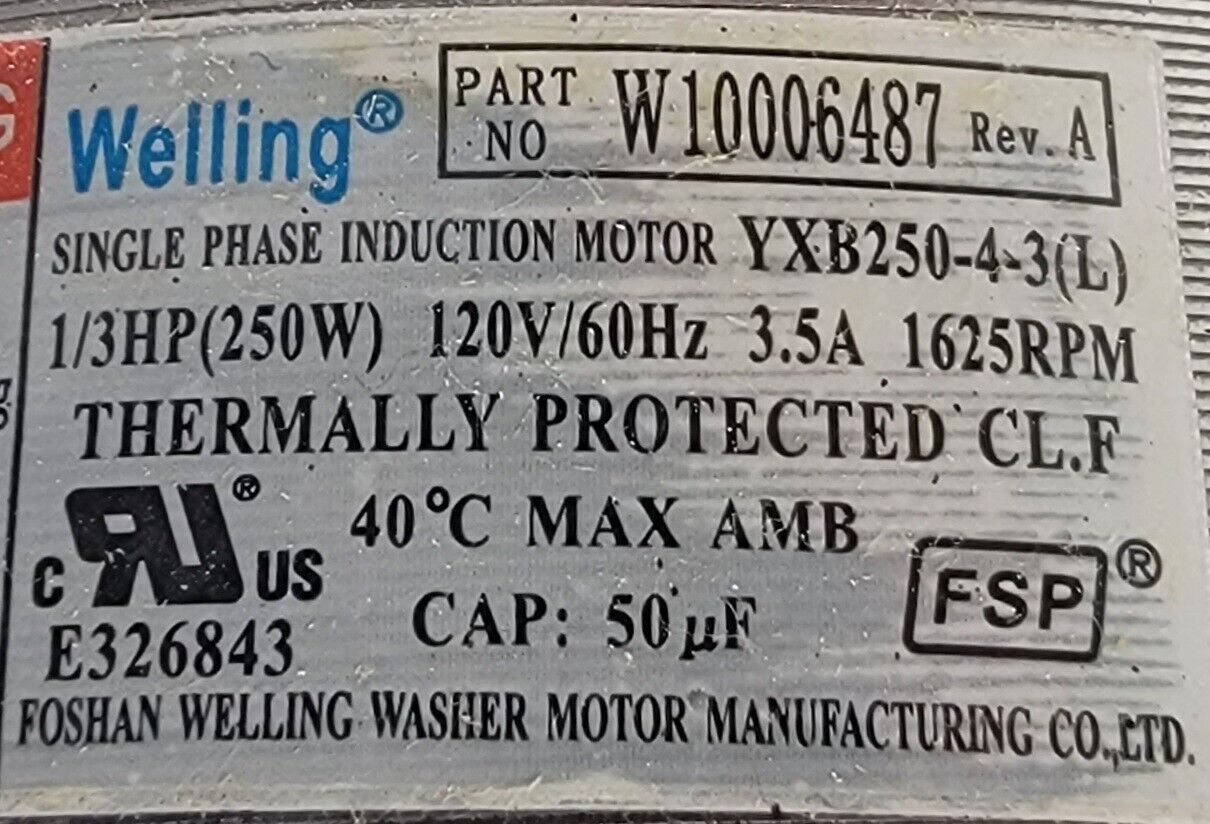 Welling®
PART NO W10006487 Rev. A
SINGLE PHASE INDUCTION MOTOR YXB250-4-3(L)
1/3HP(250W) 120V/60Hz 3.5A 1625RPM
THERMALLY PROTECTED CL.F
c RU® US 40°C MAX AMB
E326843 CAP: 50µF FSP®
FOSHAN WELLING WASHER MOTOR MANUFACTURING CO.,LTD.